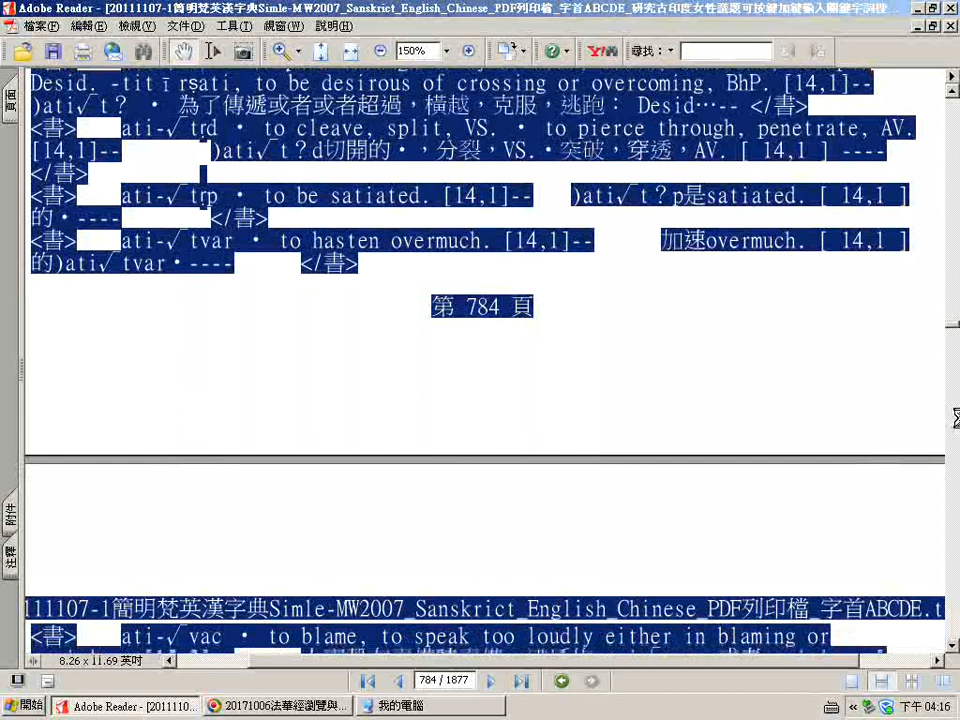 Adobe Reader - [20111107-1簡明梵英漢字典Simle-MW2007_Sanskrict_English_Chinese_PDF列印檔_字首ABCDE_研究古印度女性議題可按鍵加鍵輸入關鍵字詞搜
檔案(F) 編輯(E) 檢視(V) 文件(D) 工具(T) 視窗(W) 說明(H)
150% 尋找：
頁面
Desid. -titīrṣati, to be desirous of crossing or overcoming, BhP. [14,1]--
)ati√t？ ‧ 為了傳遞或者或者超過，橫越，克服，逃跑： Desid…-- </書>
<書> ati-√tṛd ‧ to cleave, split, VS. ‧ to pierce through, penetrate, AV.
[14,1]-- )ati√t？d切開的‧，分裂，VS.‧突破，穿透，AV. [ 14,1 ] ----
</書>
<書> ati-√tṛp ‧ to be satiated. [14,1]-- )ati√t？p是satiated. [ 14,1 ]
的‧---- </書>
<書> ati-√tvar ‧ to hasten overmuch. [14,1]-- 加速overmuch. [ 14,1 ]
的)ati√tvar‧---- </書>
第 784 頁
附件
注釋
111107-1簡明梵英漢字典Simle-MW2007_Sanskrict_English_Chinese_PDF列印檔_字首ABCDE.t
<書> ati-√vac ‧ to blame, to speak too loudly either in blaming or
8.26 x 11.69 英吋
784 / 1877
開始 Adobe Reader - [2011110... 20171006法華經瀏覽與... 我的電腦 下午 04:16